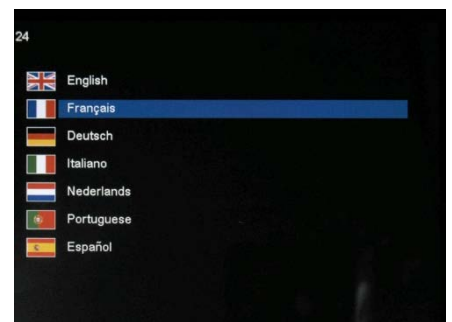 24
English
Français
Deutsch
Italiano
Nederlands
Portuguese
Español